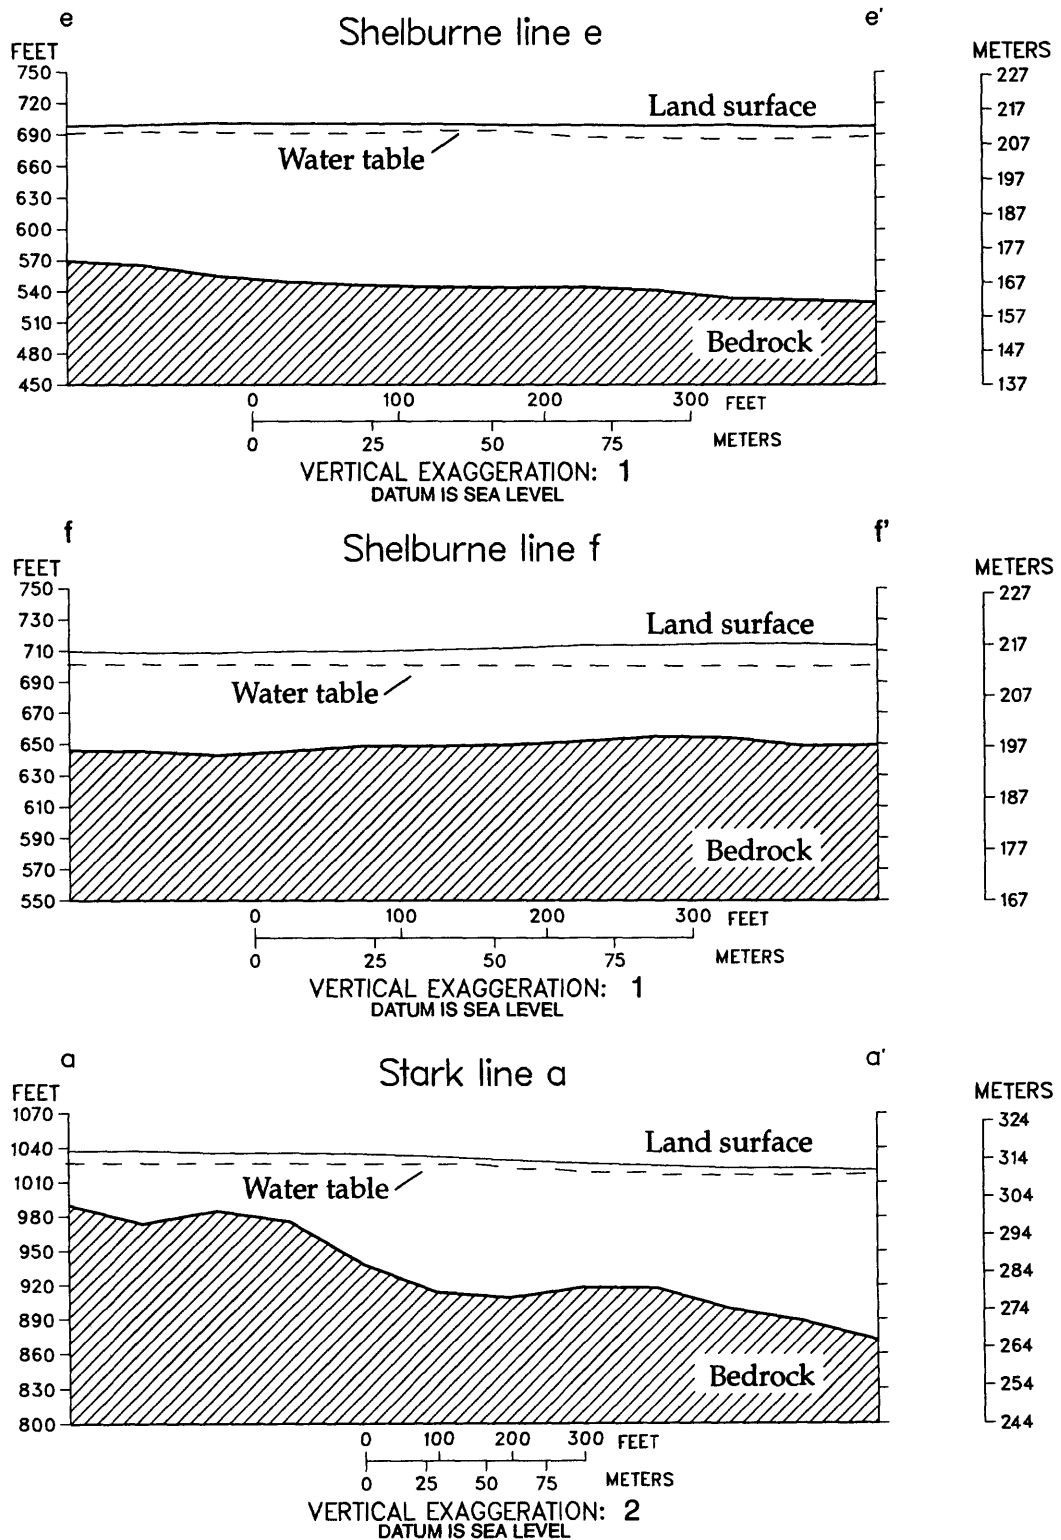 e Shelburne line e e'
FEET METERS
750 227
720 Land surface 217
690 207
Water table
660 197
630 187
600 177
570 167
540 157
510 Bedrock 147
480
450 137
0 100 200 300 FEET
0 25 50 75 METERS
VERTICAL EXAGGERATION: 1
DATUM IS SEA LEVEL
f Shelburne line f f'
FEET METERS
750 227
730 Land surface 217
710
690 Water table 207
670
650 197
630
610 187
590 Bedrock 177
570
550 167
0 100 200 300 FEET
0 25 50 75 METERS
VERTICAL EXAGGERATION: 1
DATUM IS SEA LEVEL
a Stark line a a'
FEET METERS
1070 324
1040 Land surface 314
1010 Water table 304
980 294
950 284
920 274
890 264
860 Bedrock 254
830
800 244
0 100 200 300 FEET
0 25 50 75 METERS
VERTICAL EXAGGERATION: 2
DATUM IS SEA LEVEL